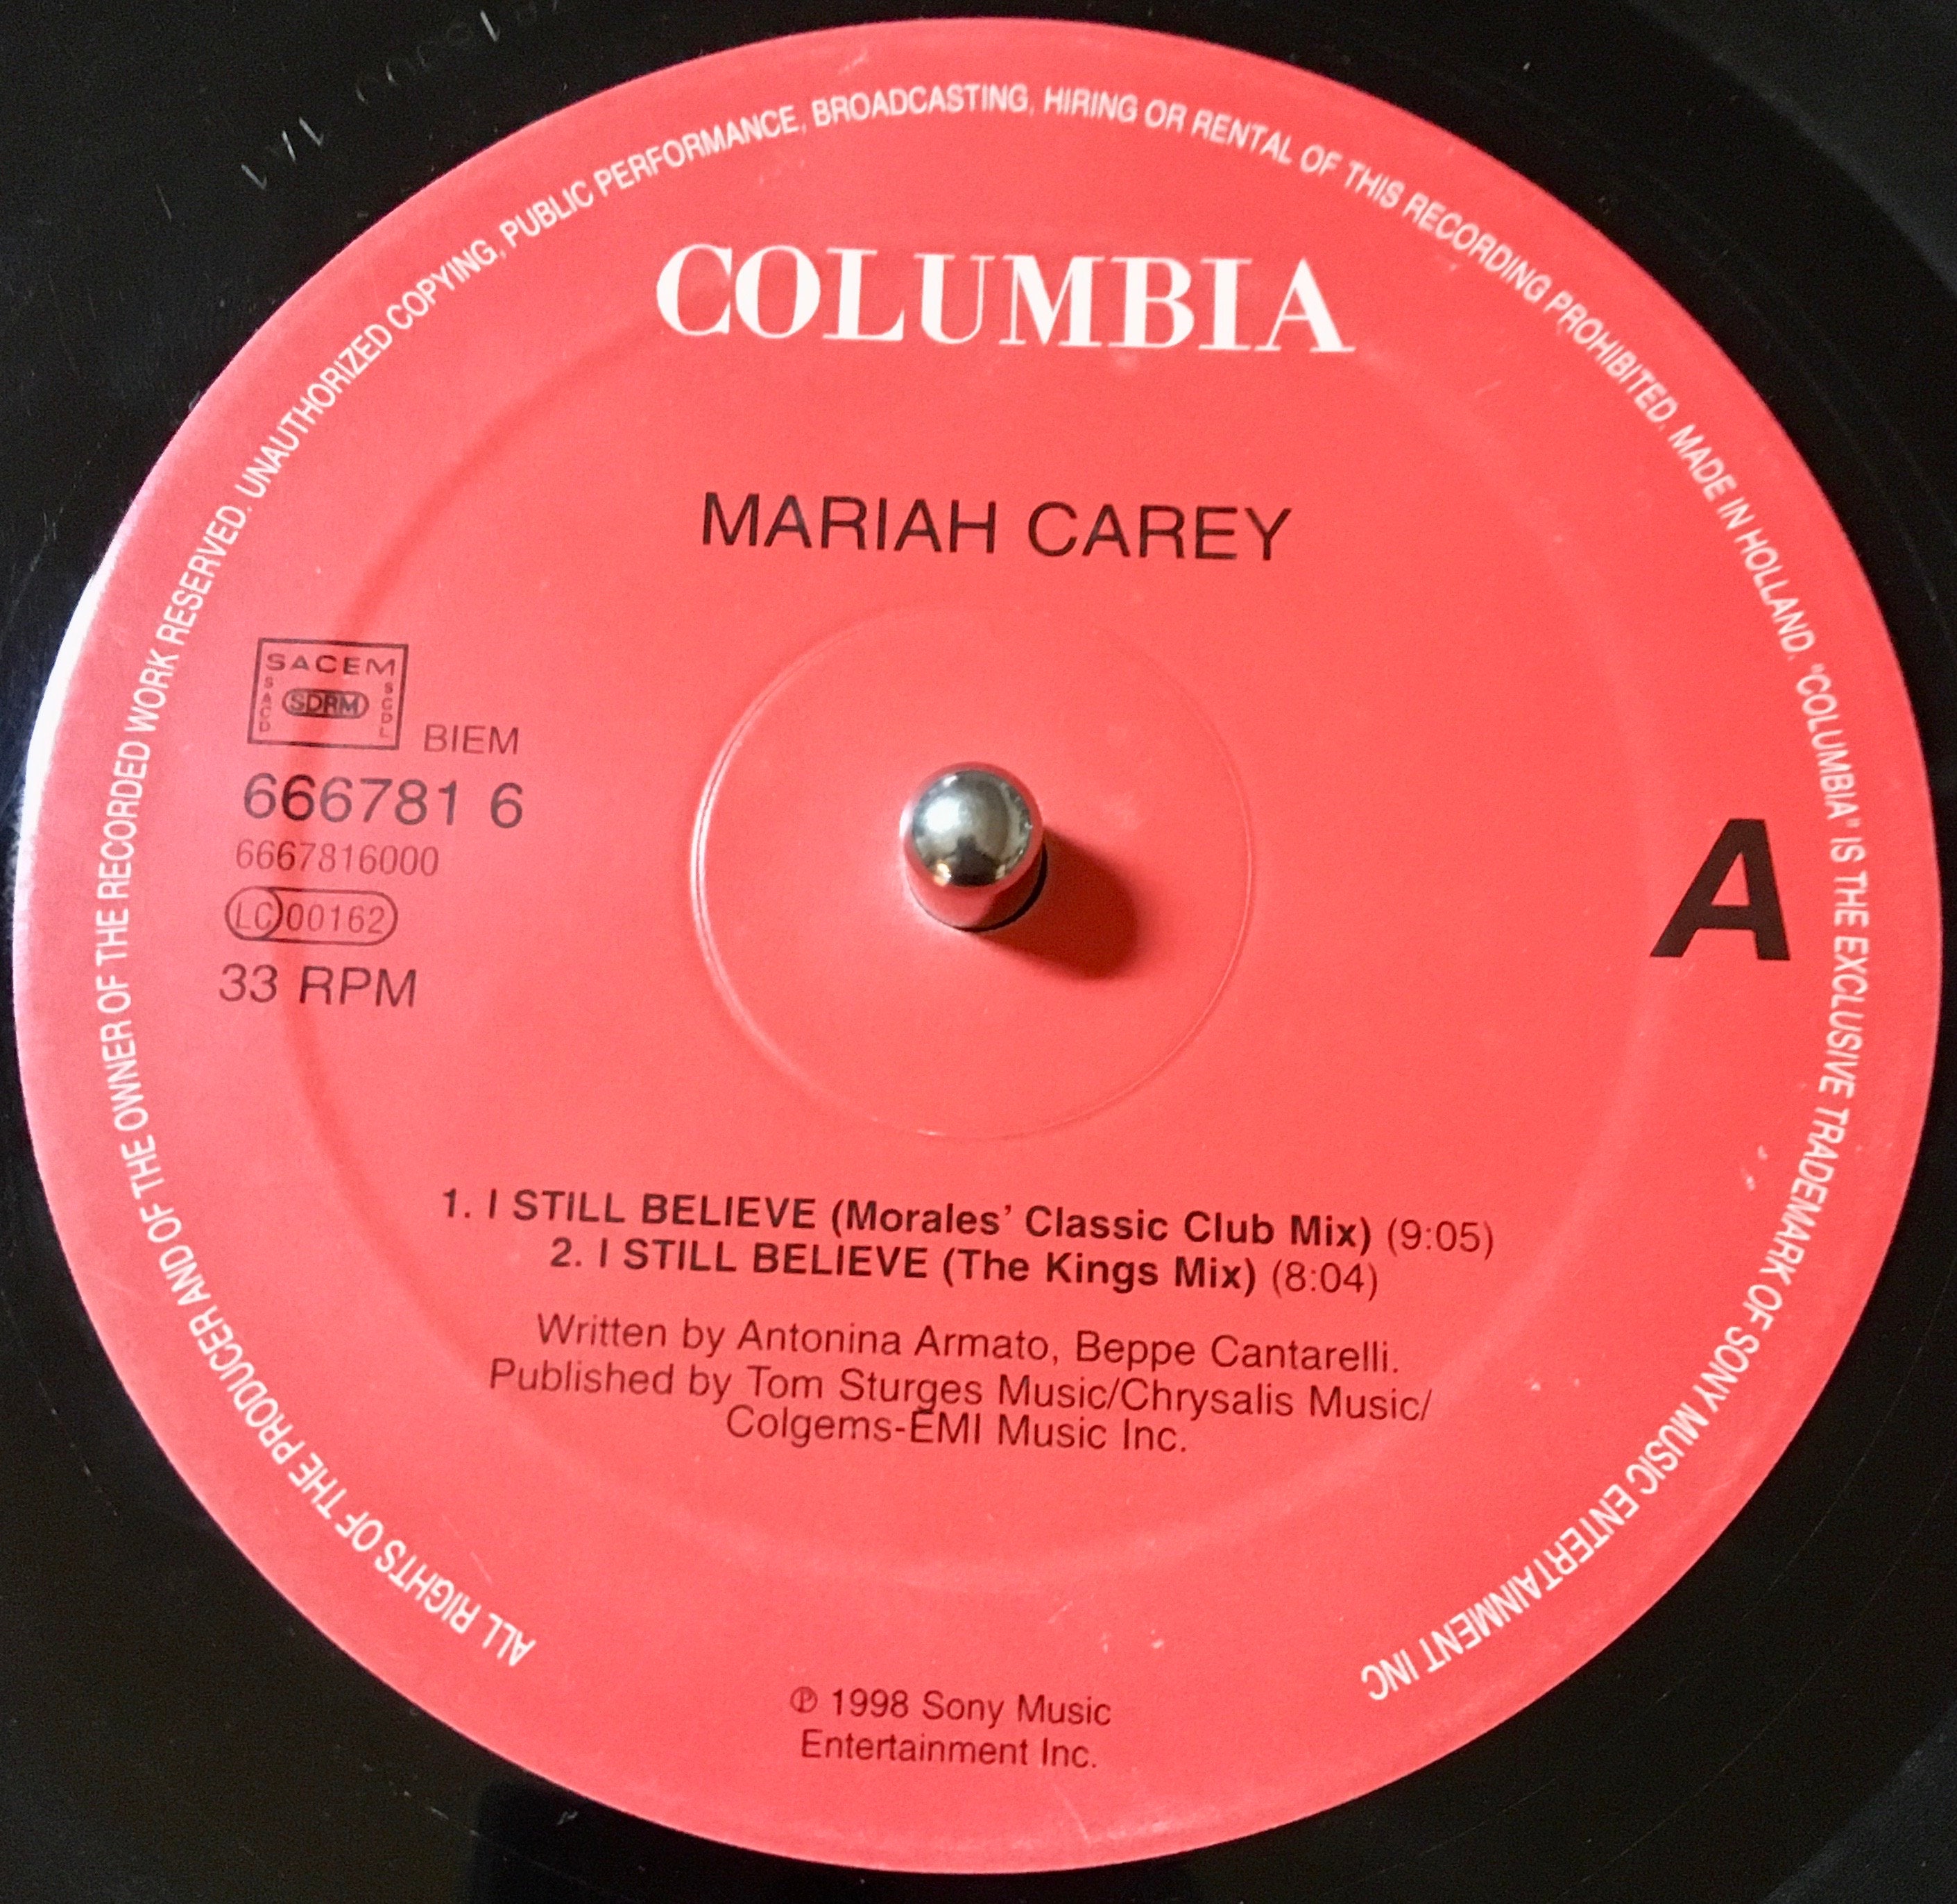 ALL RIGHTS OF THE PRODUCER AND OF THE OWNER OF THE RECORDED WORK RESERVED. UNAUTHORIZED COPYING, PUBLIC PERFORMANCE, BROADCASTING, HIRING OR RENTAL OF THIS RECORDING PROHIBITED. MADE IN HOLLAND. "COLUMBIA" IS THE EXCLUSIVE TRADEMARK OF SONY MUSIC ENTERTAINMENT INC
COLUMBIA
MARIAH CAREY
SACEM
SACD
SDRM
SCDL
BIEM
666781 6
6667816000
LC 00162
33 RPM
A
1. I STILL BELIEVE (Morales' Classic Club Mix) (9:05)
2. I STILL BELIEVE (The Kings Mix) (8:04)
Written by Antonina Armato, Beppe Cantarelli.
Published by Tom Sturges Music/Chrysalis Music/
Colgems-EMI Music Inc.
℗ 1998 Sony Music
Entertainment Inc.